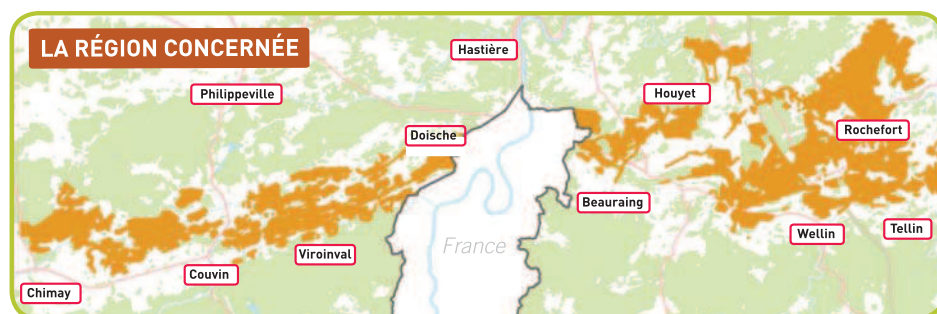 LA RÉGION CONCERNÉE
Hastière
Philippeville
Houyet
Doische
Rochefort
Beauraing
Wellin
Tellin
France
Viroinval
Couvin
Chimay